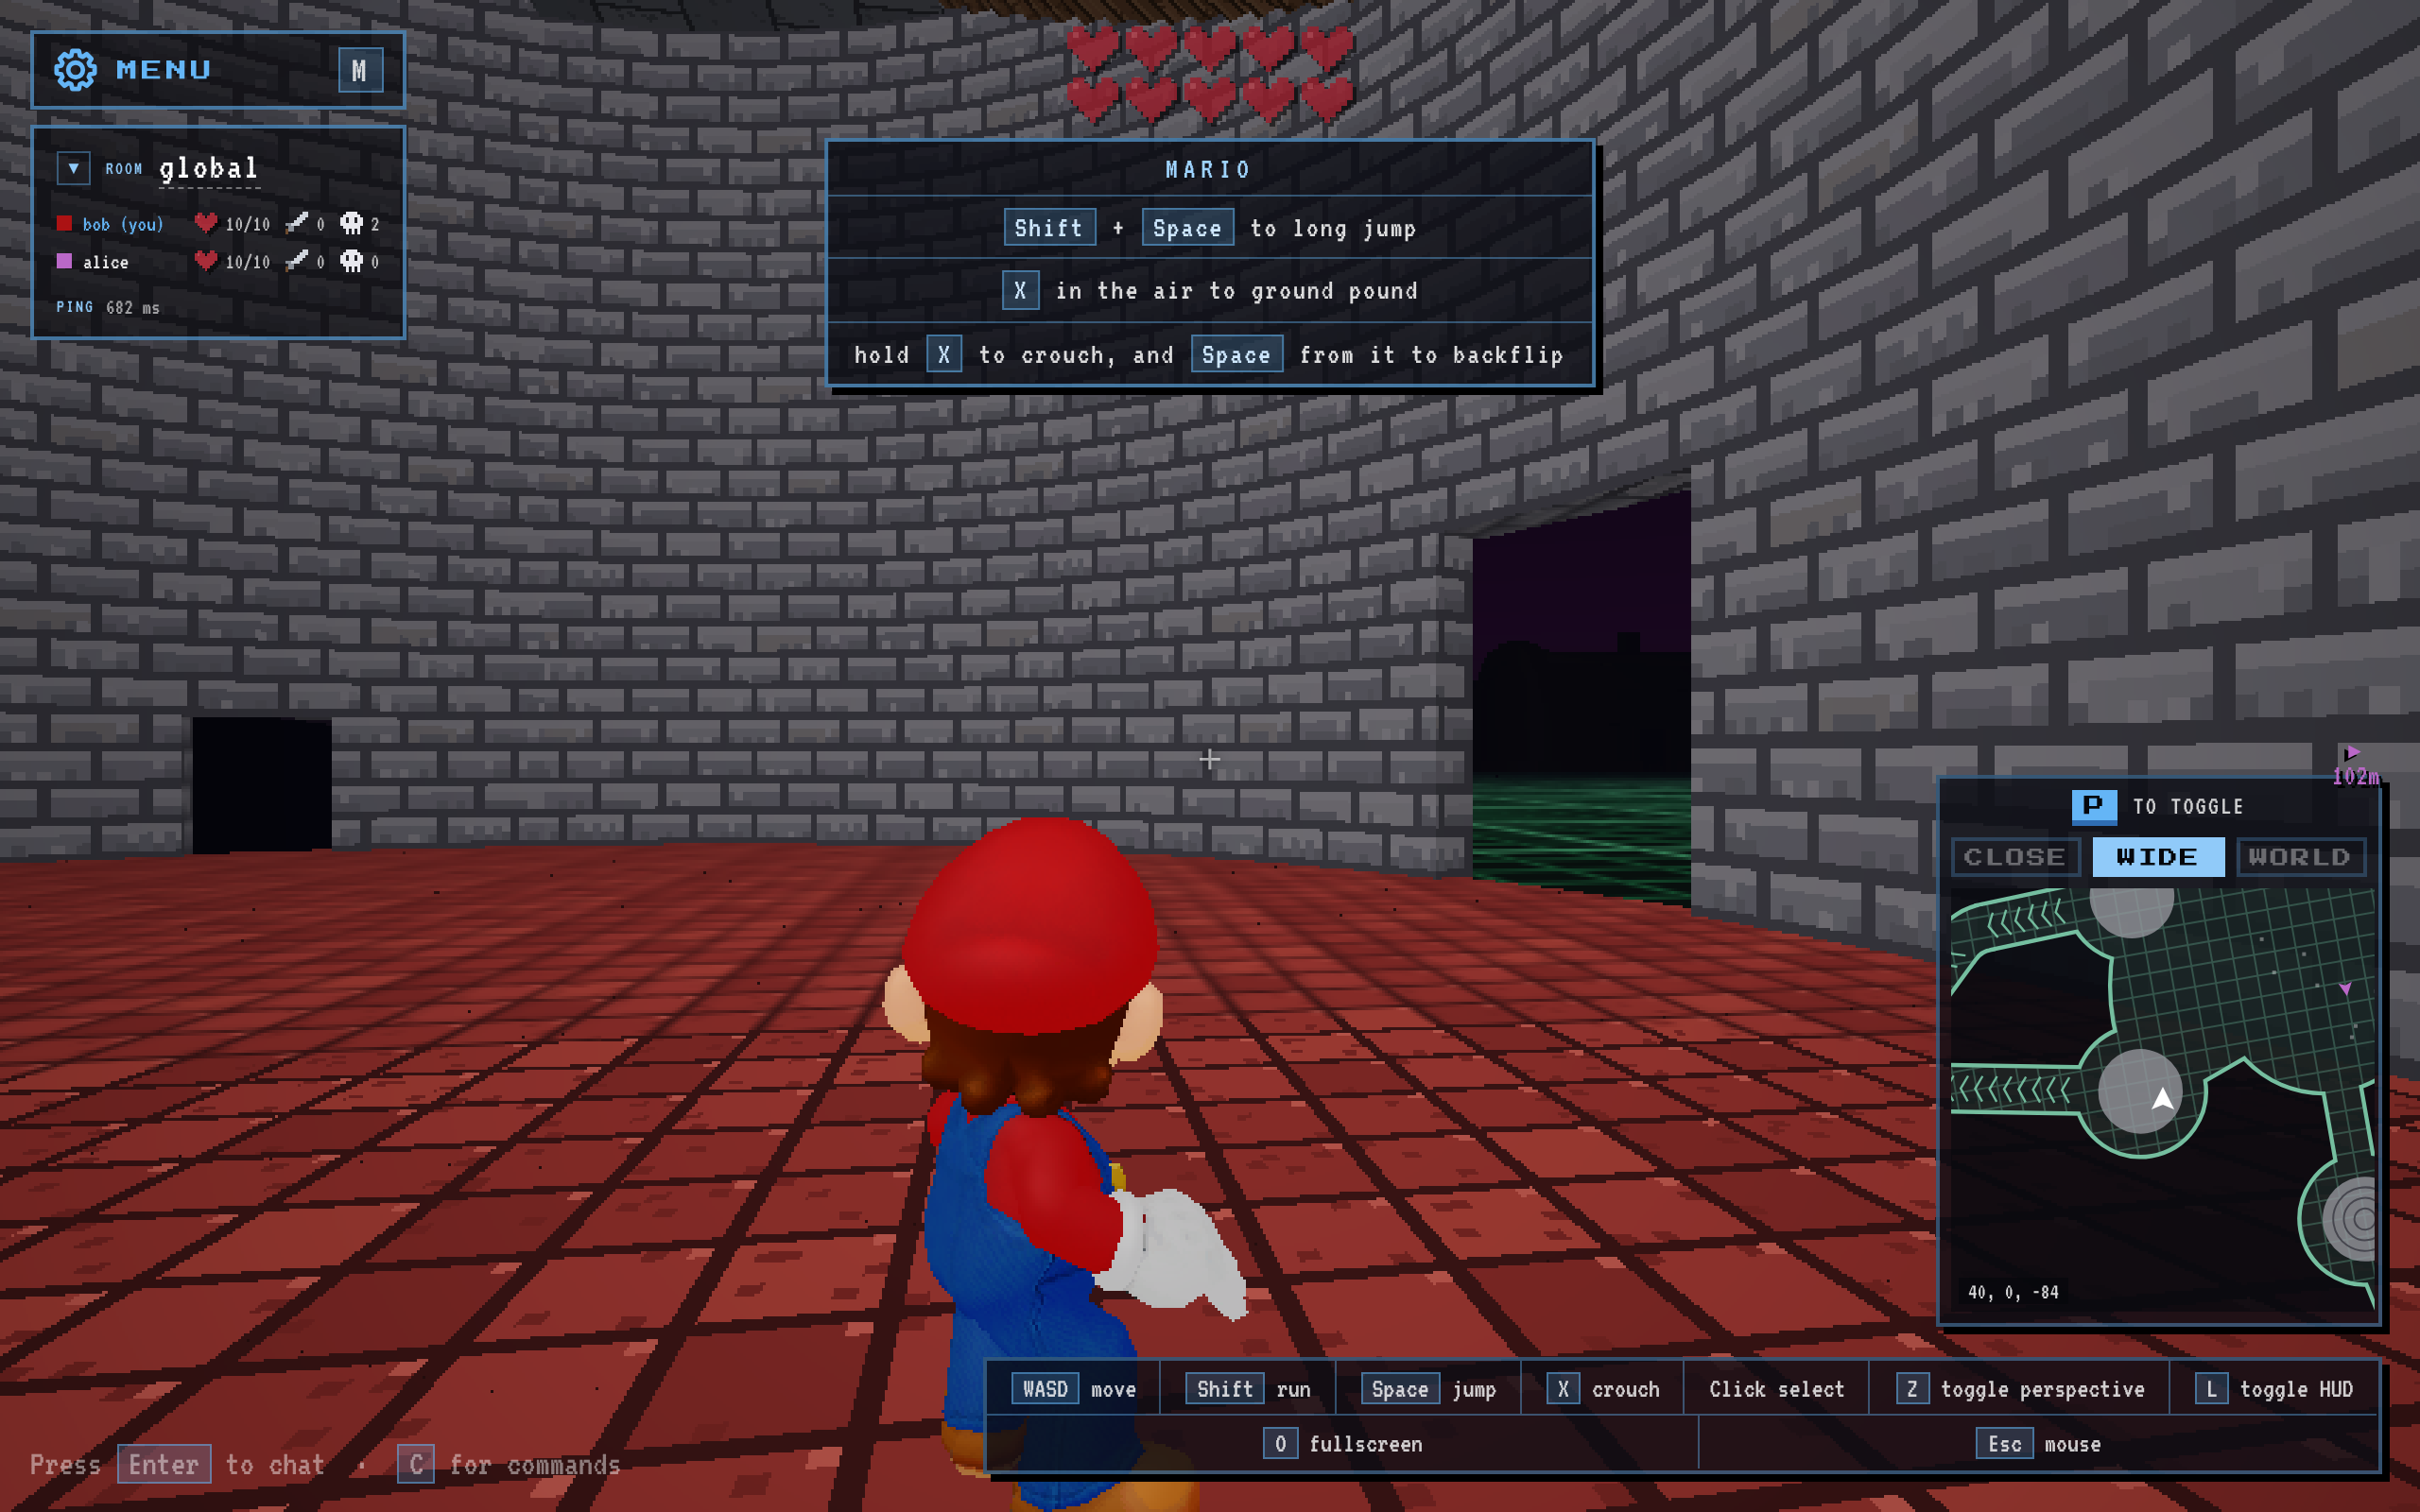 MENU M
ROOM global
bob (you) 10/10 0 2
alice 10/10 0 0
PING 682 ms
MARIO
Shift + Space to long jump
X in the air to ground pound
hold X to crouch, and Space from it to backflip
102m
P TO TOGGLE
CLOSE WIDE WORLD
40, 0, -84
WASD move Shift run Space jump X crouch Click select Z toggle perspective L toggle HUD
O fullscreen Esc mouse
Press Enter to chat · C for commands